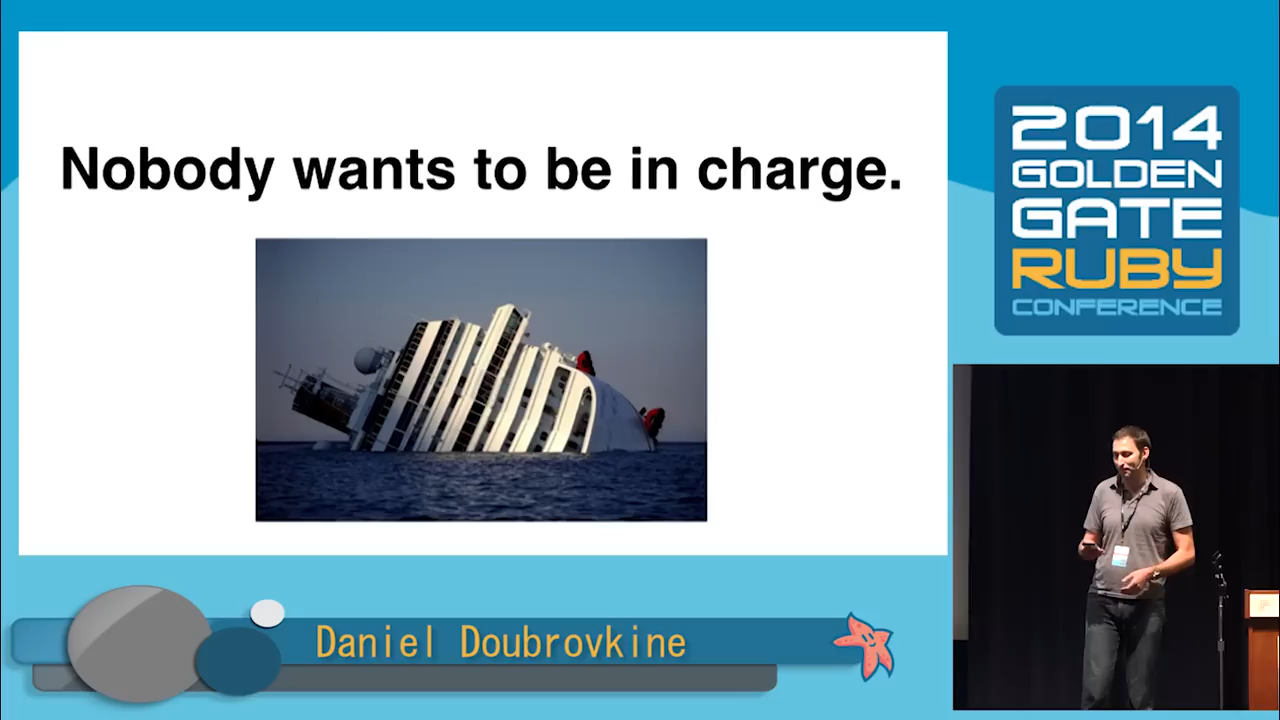 Nobody wants to be in charge.
2014
GOLDEN
GATE
RUBY
CONFERENCE
Daniel Doubrovkine